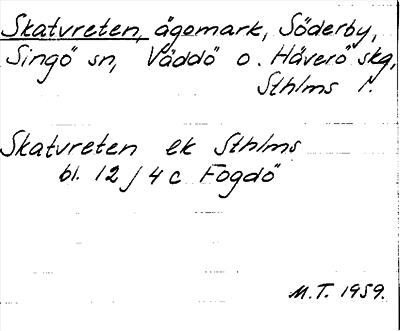 Skatvreten, ägomark, Söderby,
Singö sn, Väddö o. Häverö skg,
Sthlms l.
Skatvreten ek Sthlms
bl. 12 J 4 c Fogdö
M.T. 1959.